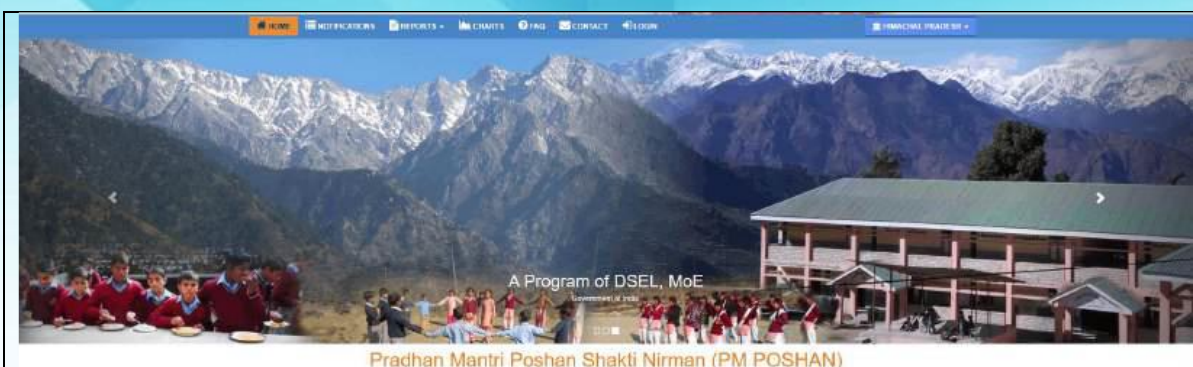 HOME NOTIFICATIONS REPORTS CHARTS FAQ CONTACT LOGIN HIMACHAL PRADESH
A Program of DSEL, MoE
Government of India
Pradhan Mantri Poshan Shakti Nirman (PM POSHAN)